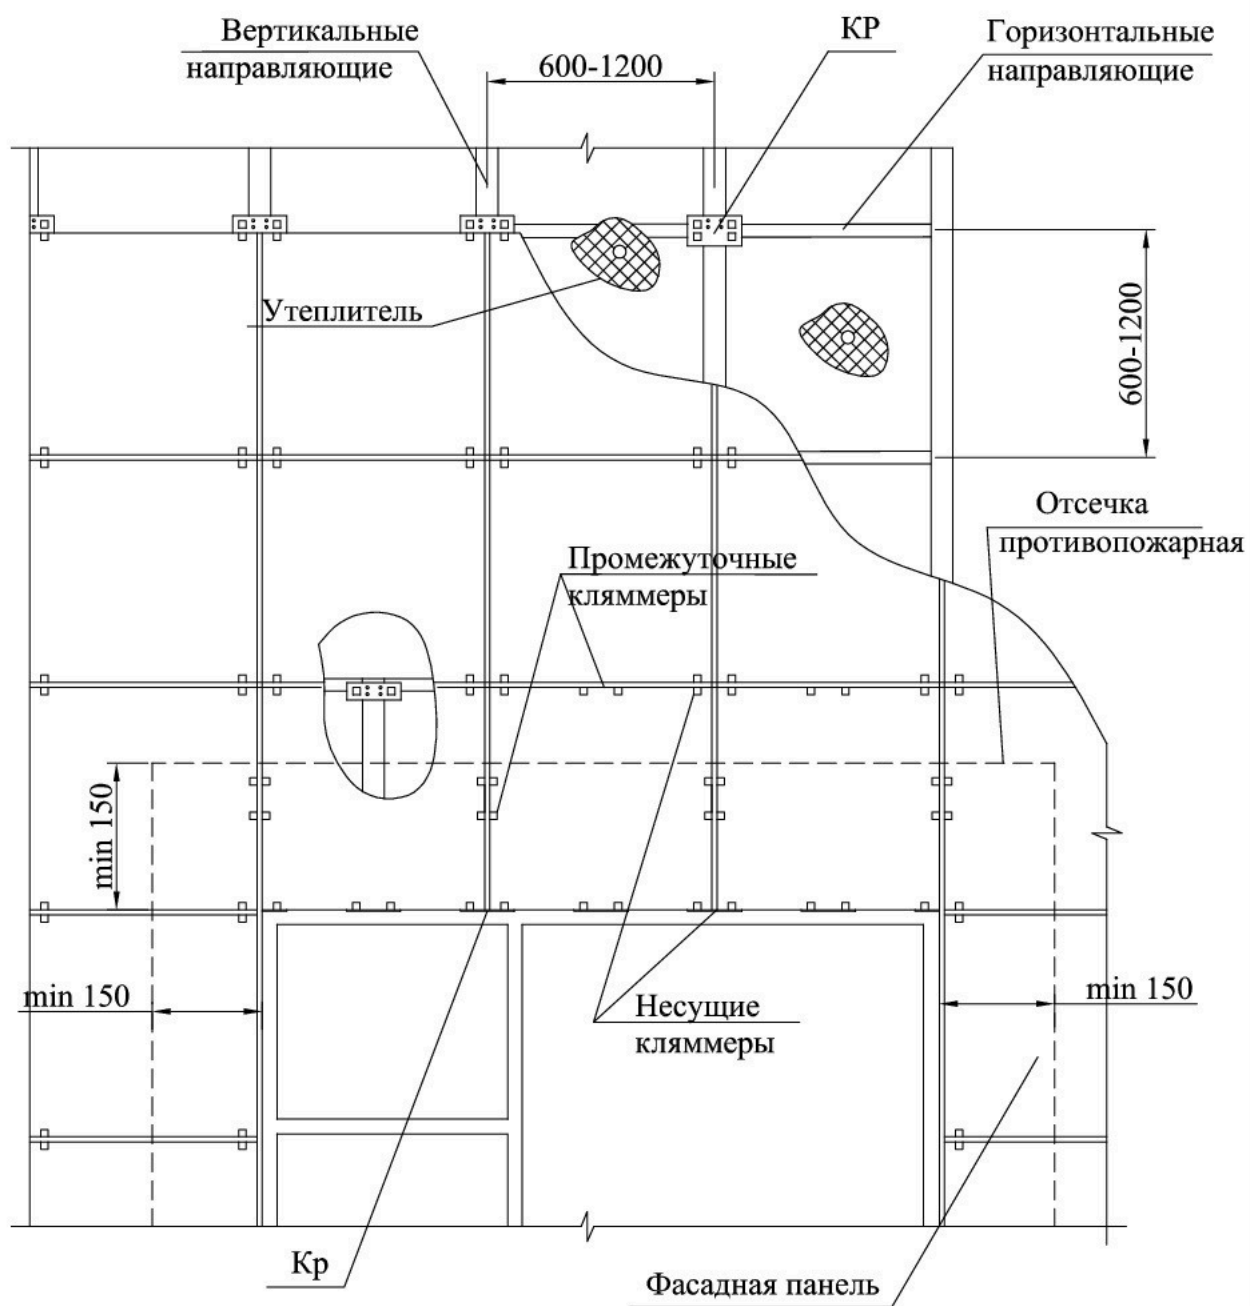 Вертикальные
направляющие
600-1200
КР
Горизонтальные
направляющие
Утеплитель
600-1200
Отсечка
противопожарная
Промежуточные
кляммеры
min 150
min 150
Несущие
кляммеры
min 150
Кр
Фасадная панель